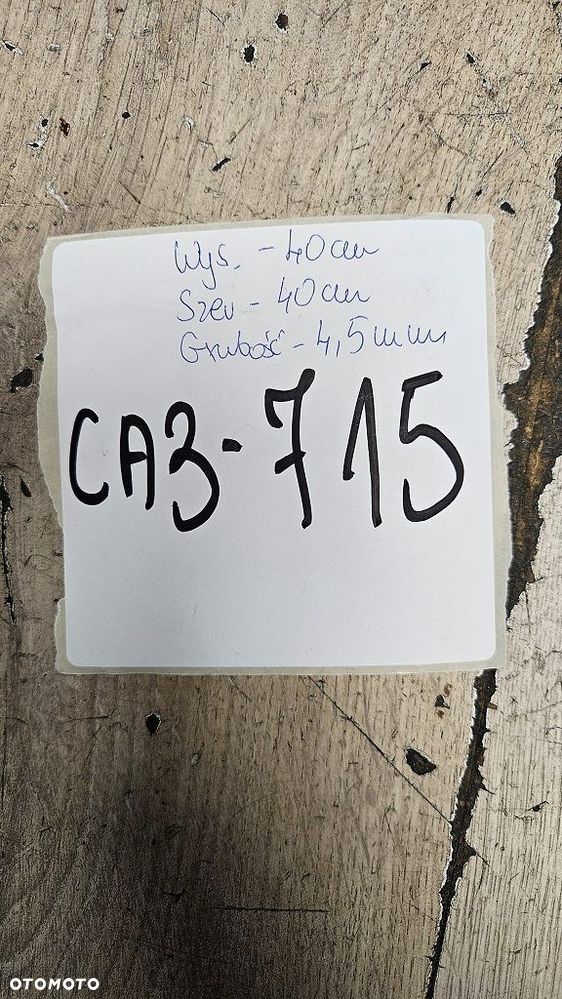 Wys. - 40cm
Szer - 40cm
Grubość - 4,5mm
CA3-715
OTOMOTO